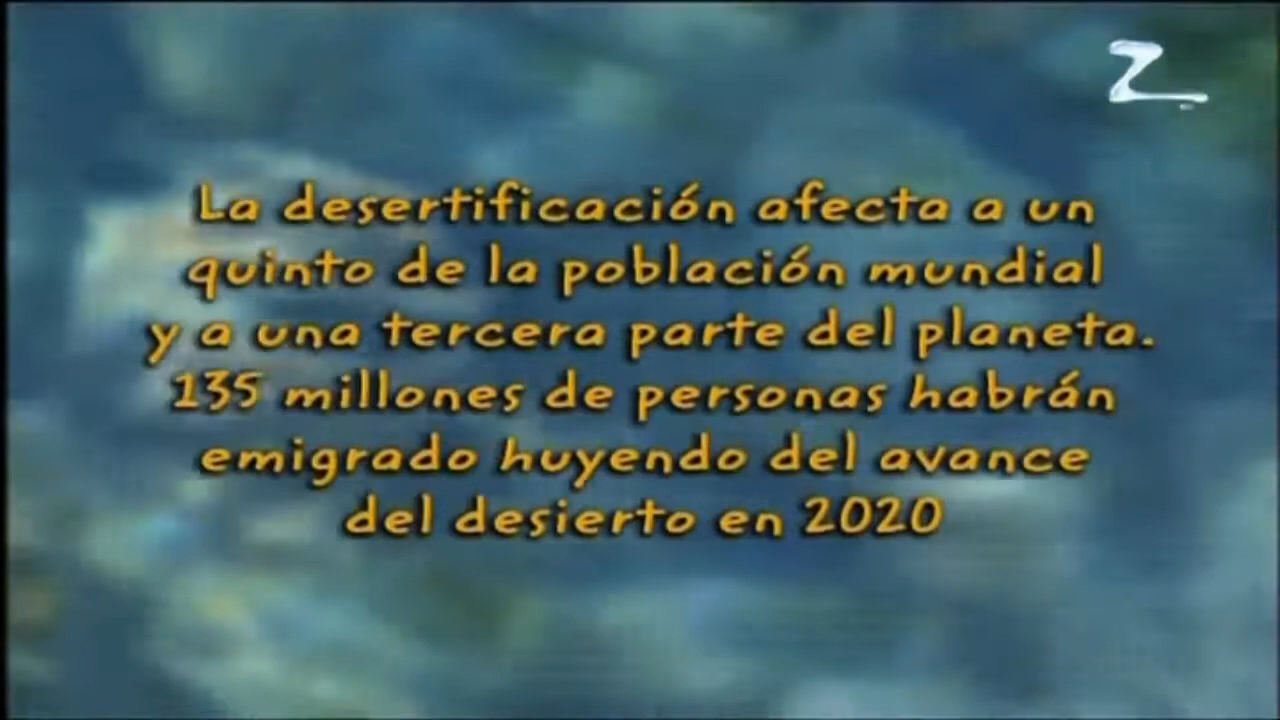 Z
La desertificación afecta a un
quinto de la población mundial
y a una tercera parte del planeta.
135 millones de personas habrán
emigrado huyendo del avance
del desierto en 2020